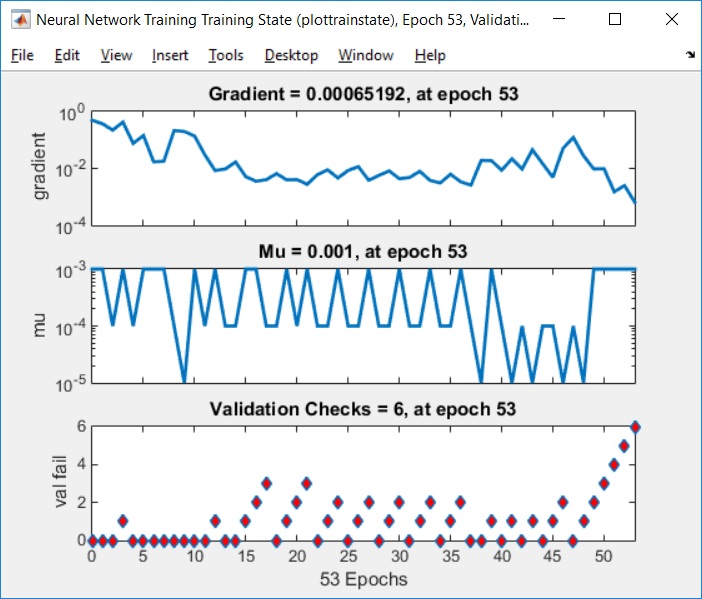 Neural Network Training Training State (plottrainstate), Epoch 53, Validati...
File Edit View Insert Tools Desktop Window Help
Gradient = 0.00065192, at epoch 53
gradient
10^0
10^-2
10^-4
Mu = 0.001, at epoch 53
mu
10^-3
10^-4
10^-5
Validation Checks = 6, at epoch 53
val fail
6
4
2
0
0 5 10 15 20 25 30 35 40 45 50
53 Epochs